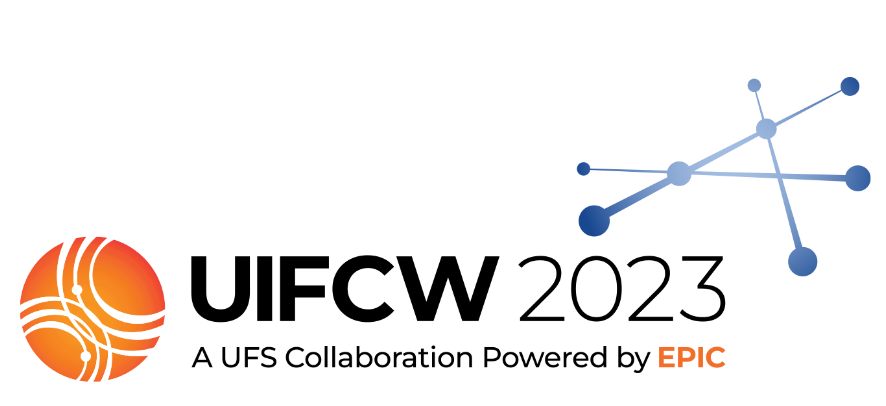 UIFCW 2023
A UFS Collaboration Powered by EPIC